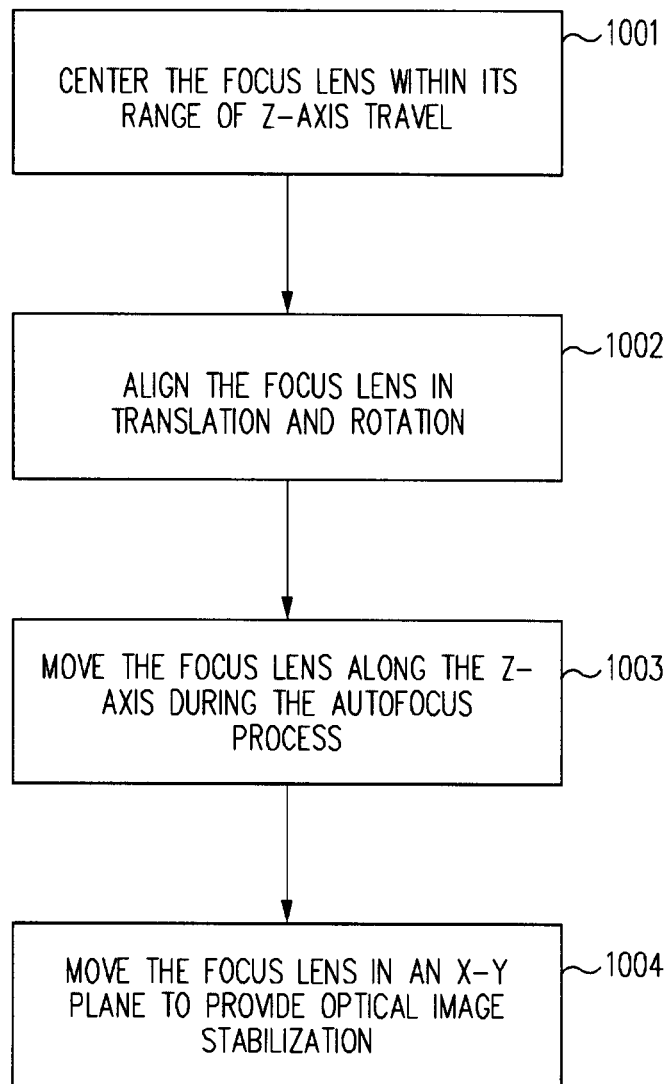 1001
CENTER THE FOCUS LENS WITHIN ITS
RANGE OF Z-AXIS TRAVEL
1002
ALIGN THE FOCUS LENS IN
TRANSLATION AND ROTATION
MOVE THE FOCUS LENS ALONG THE Z-
1003
AXIS DURING THE AUTOFOCUS
PROCESS
MOVE THE FOCUS LENS IN AN X-Y
1004
PLANE TO PROVIDE OPTICAL IMAGE
STABILIZATION